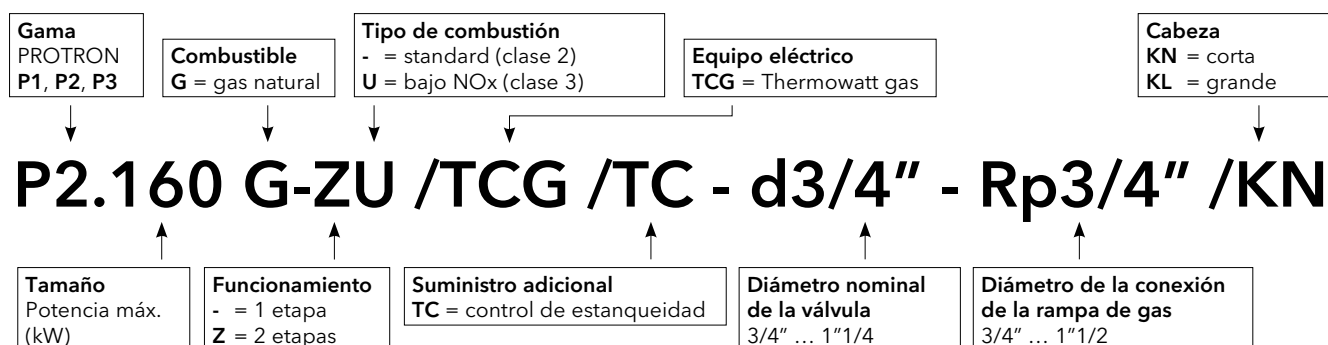 Gama
PROTRON
P1, P2, P3
Combustible
G = gas natural
Tipo de combustión
- = standard (clase 2)
U = bajo NOx (clase 3)
Equipo eléctrico
TCG = Thermowatt gas
Cabeza
KN = corta
KL = grande
P2.160 G-ZU /TCG /TC - d3/4" - Rp3/4" /KN
Tamaño
Potencia máx.
(kW)
Funcionamiento
- = 1 etapa
Z = 2 etapas
Suministro adicional
TC = control de estanqueidad
Diámetro nominal
de la válvula
3/4" ... 1"1/4
Diámetro de la conexión
de la rampa de gas
3/4" ... 1"1/2